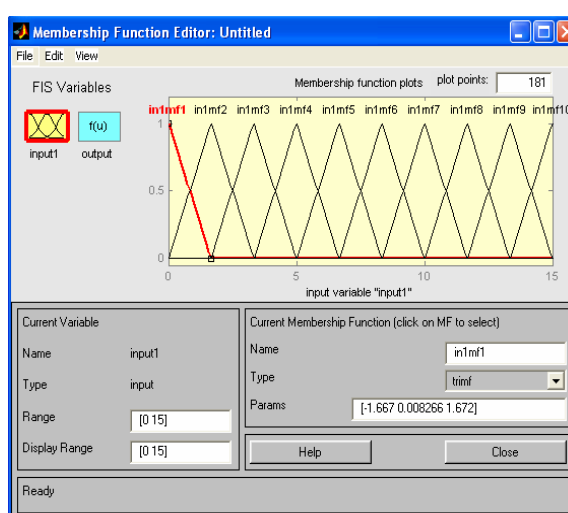 Membership Function Editor: Untitled
File Edit View
FIS Variables
Membership function plots plot points: 181
in1mf1 in1mf2 in1mf3 in1mf4 in1mf5 in1mf6 in1mf7 in1mf8 in1mf9 in1mf10
f(u)
input1 output
1
0.5
0
0 5 10 15
input variable "input1"
Current Variable
Name input1
Type input
Range [0 15]
Display Range [0 15]
Current Membership Function (click on MF to select)
Name in1mf1
Type trimf
Params [-1.667 0.008266 1.672]
Help Close
Ready